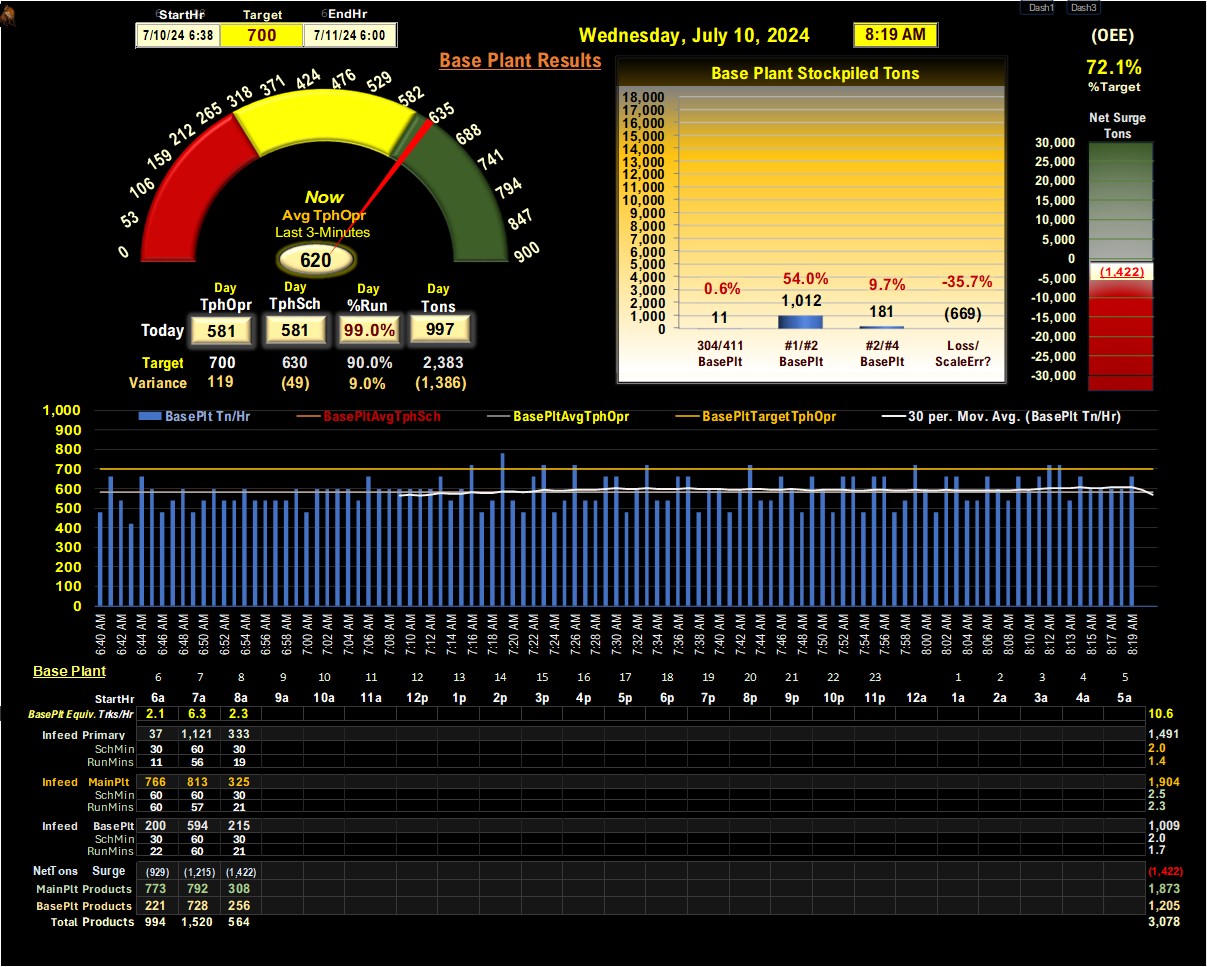 StartHr Target EndHr
7/10/24 6:38 700 7/11/24 6:00
Wednesday, July 10, 2024 8:19 AM
Dash1 Dash3
(OEE)
72.1%
%Target
Base Plant Results
0 53 106 159 212 265 318 371 424 476 529 582 635 688 741 794 847 900
Now
Avg TphOpr
Last 3-Minutes
620
Day Day Day Day
TphOpr TphSch %Run Tons
Today 581 581 99.0% 997
Target 700 630 90.0% 2,383
Variance 119 (49) 9.0% (1,386)
Base Plant Stockpiled Tons
18,000
17,000
16,000
15,000
14,000
13,000
12,000
11,000
10,000
9,000
8,000
7,000
6,000
5,000
4,000
3,000
2,000
1,000
0
0.6% 54.0% 9.7% -35.7%
11 1,012 181 (669)
304/411 #1/#2 #2/#4 Loss/
BasePlt BasePlt BasePlt ScaleErr?
Net Surge
Tons
30,000
25,000
20,000
15,000
10,000
5,000
0
-5,000
-10,000
-15,000
-20,000
-25,000
-30,000
(1,422)
BasePlt Tn/Hr BasePltAvgTphSch BasePltAvgTphOpr BasePltTargetTphOpr 30 per. Mov. Avg. (BasePlt Tn/Hr)
1,000
900
800
700
600
500
400
300
200
100
0
6:40 AM 6:42 AM 6:44 AM 6:46 AM 6:48 AM 6:50 AM 6:52 AM 6:54 AM 6:56 AM 6:58 AM 7:00 AM 7:02 AM 7:04 AM 7:06 AM 7:08 AM 7:10 AM 7:12 AM 7:14 AM 7:16 AM 7:18 AM 7:20 AM 7:22 AM 7:24 AM 7:26 AM 7:28 AM 7:30 AM 7:32 AM 7:34 AM 7:36 AM 7:38 AM 7:40 AM 7:42 AM 7:44 AM 7:46 AM 7:48 AM 7:50 AM 7:52 AM 7:54 AM 7:56 AM 7:58 AM 8:00 AM 8:02 AM 8:04 AM 8:06 AM 8:08 AM 8:10 AM 8:12 AM 8:13 AM 8:15 AM 8:17 AM 8:19 AM
Base Plant 6 7 8 9 10 11 12 13 14 15 16 17 18 19 20 21 22 23 1 2 3 4 5
StartHr 6a 7a 8a 9a 10a 11a 12p 1p 2p 3p 4p 5p 6p 7p 8p 9p 10p 11p 12a 1a 2a 3a 4a 5a
BasePlt Equiv. Trks/Hr 2.1 6.3 2.3 10.6
Infeed Primary 37 1,121 333 1,491
SchMin 30 60 30 2.0
RunMins 11 56 19 1.4
Infeed MainPlt 766 813 325 1,904
SchMin 60 60 30 2.5
RunMins 60 57 21 2.3
Infeed BasePlt 200 594 215 1,009
SchMin 30 60 30 2.0
RunMins 22 60 21 1.7
NetTons Surge (929) (1,215) (1,422) (1,422)
MainPlt Products 773 792 308 1,873
BasePlt Products 221 728 256 1,205
Total Products 994 1,520 564 3,078